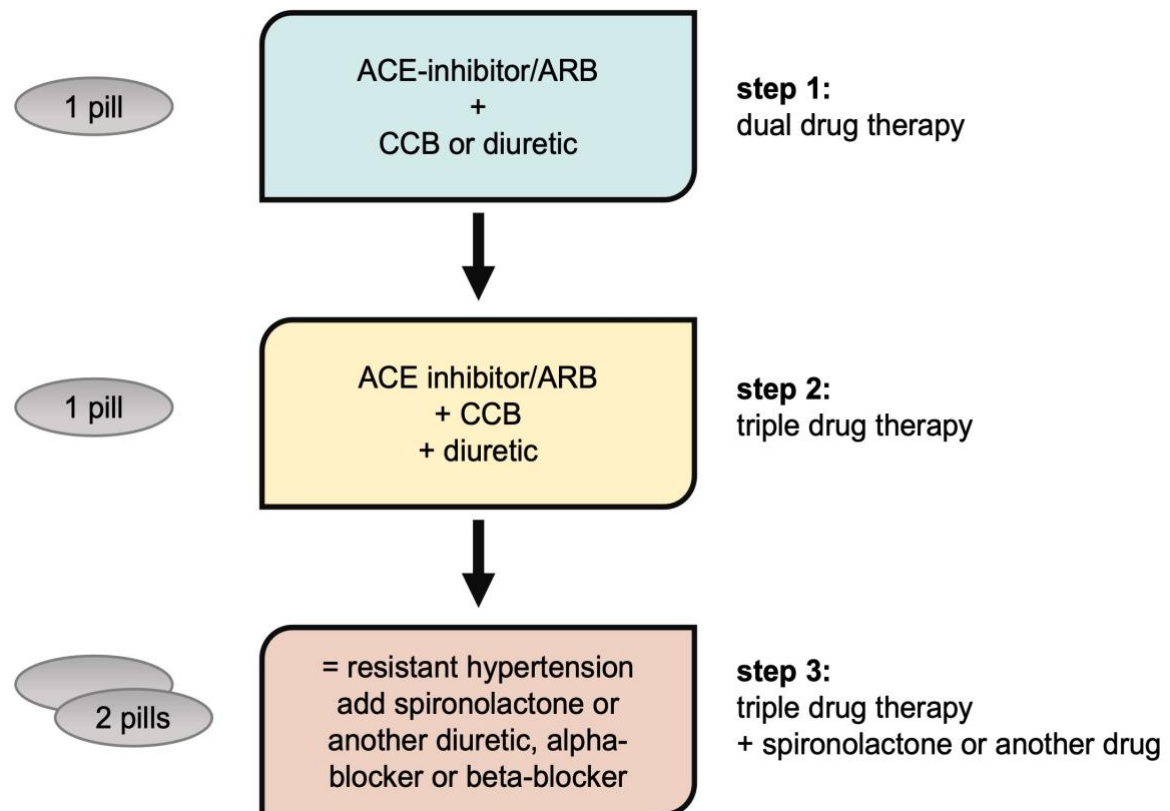 1 pill
ACE-inhibitor/ARB
+
CCB or diuretic
step 1:
dual drug therapy
1 pill
ACE inhibitor/ARB
+ CCB
+ diuretic
step 2:
triple drug therapy
2 pills
= resistant hypertension
add spironolactone or
another diuretic, alpha-
blocker or beta-blocker
step 3:
triple drug therapy
+ spironolactone or another drug